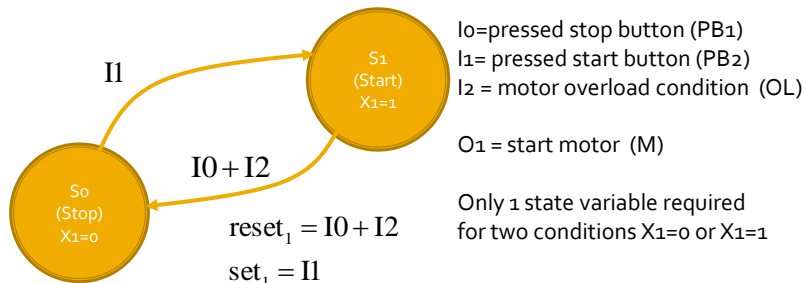 I1
S1
(Start)
X1=1
I0 + I2
S0
(Stop)
X1=0
reset₁ = I0 + I2
set₁ = I1
I0=pressed stop button (PB1)
I1= pressed start button (PB2)
I2 = motor overload condition (OL)
O1 = start motor (M)
Only 1 state variable required
for two conditions X1=0 or X1=1